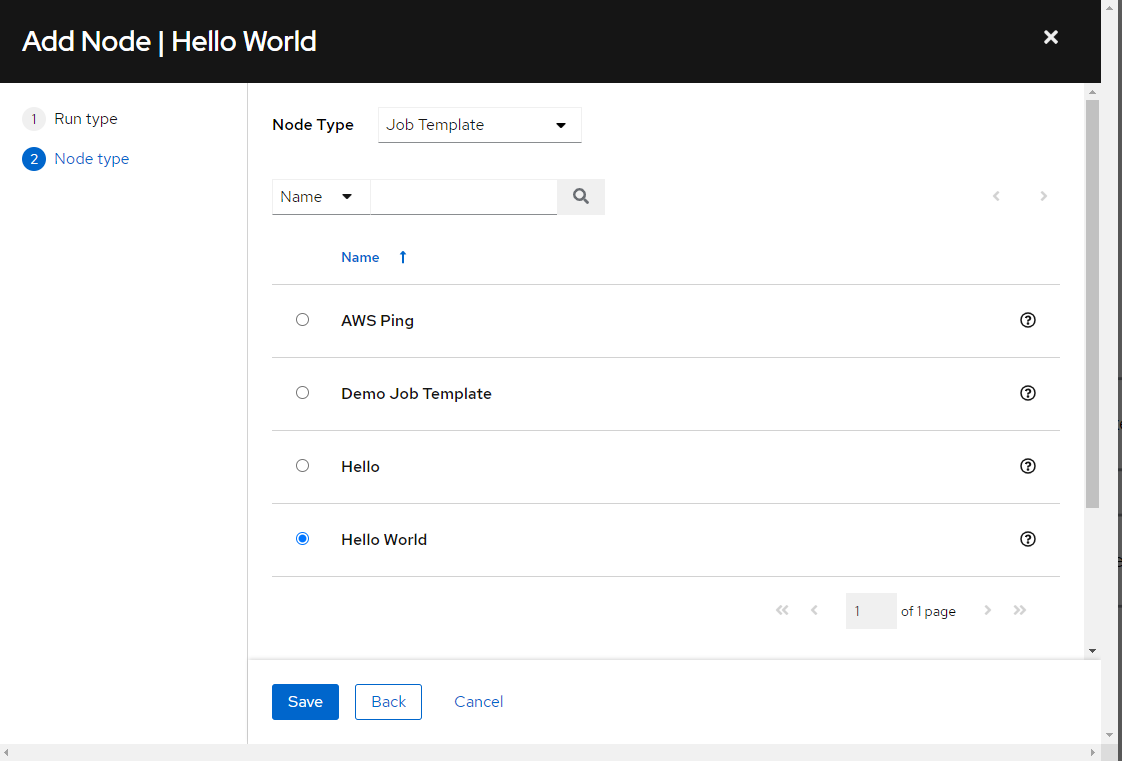 Add Node | Hello World
1 Run type
2 Node type
Node Type Job Template
Name
Name
AWS Ping
Demo Job Template
Hello
Hello World
1 of 1 page
Save Back Cancel